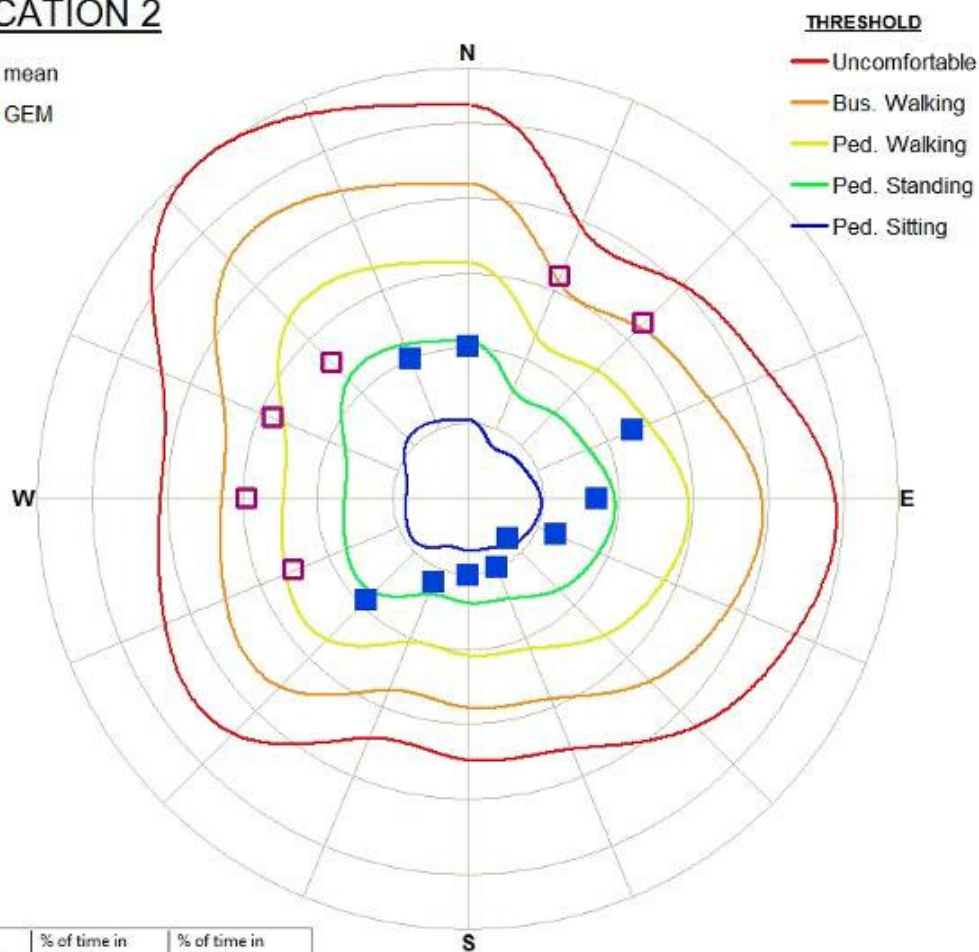 CATION 2
mean
GEM
THRESHOLD
Uncomfortable
Bus. Walking
Ped. Walking
Ped. Standing
Ped. Sitting
N
W
E
S
% of time in
% of time in